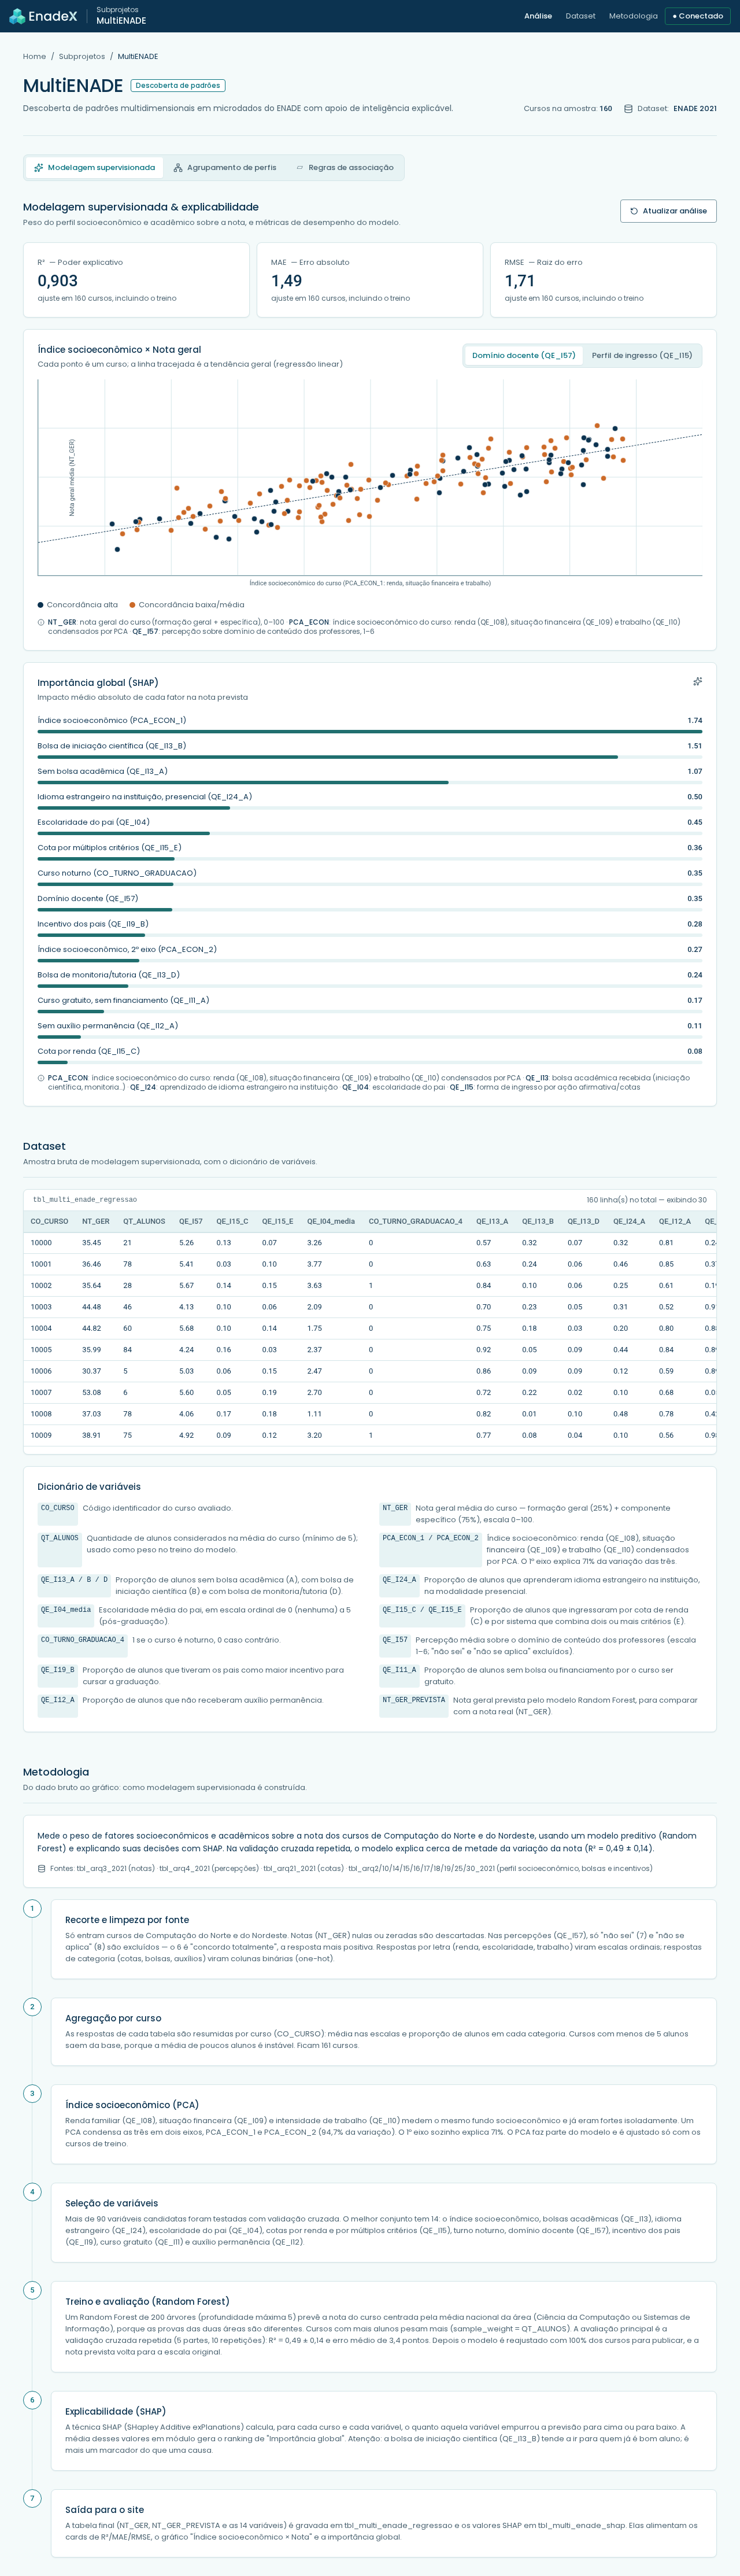 EnadeX
Subprojetos
MultiENADE
Análise
Dataset
Metodologia
● Conectado
Home / Subprojetos / MultiENADE
MultiENADE
Descoberta de padrões
Descoberta de padrões multidimensionais em microdados do ENADE com apoio de inteligência explicável.
Cursos na amostra: 160
Dataset: ENADE 2021
Modelagem supervisionada
Agrupamento de perfis
Regras de associação
Modelagem supervisionada & explicabilidade
Peso do perfil socioeconômico e acadêmico sobre a nota, e métricas de desempenho do modelo.
Atualizar análise
R² — Poder explicativo
0,903
ajuste em 160 cursos, incluindo o treino
MAE — Erro absoluto
1,49
ajuste em 160 cursos, incluindo o treino
RMSE — Raiz do erro
1,71
ajuste em 160 cursos, incluindo o treino
Índice socioeconômico × Nota geral
Cada ponto é um curso; a linha tracejada é a tendência geral (regressão linear)
Domínio docente (QE_I57)
Perfil de ingresso (QE_I15)
Nota geral média (NT_GER)
Índice socioeconômico do curso (PCA_ECON_1: renda, situação financeira e trabalho)
Concordância alta
Concordância baixa/média
NT_GER: nota geral do curso (formação geral + específica), 0–100 · PCA_ECON: índice socioeconômico do curso: renda (QE_I08), situação financeira (QE_I09) e trabalho (QE_I10)
condensados por PCA · QE_I57: percepção sobre domínio de conteúdo dos professores, 1–6
Importância global (SHAP)
Impacto médio absoluto de cada fator na nota prevista
Índice socioeconômico (PCA_ECON_1) 1.74
Bolsa de iniciação científica (QE_I13_B) 1.51
Sem bolsa acadêmica (QE_I13_A) 1.07
Idioma estrangeiro na instituição, presencial (QE_I24_A) 0.50
Escolaridade do pai (QE_I04) 0.45
Cota por múltiplos critérios (QE_I15_E) 0.36
Curso noturno (CO_TURNO_GRADUACAO) 0.35
Domínio docente (QE_I57) 0.35
Incentivo dos pais (QE_I19_B) 0.28
Índice socioeconômico, 2º eixo (PCA_ECON_2) 0.27
Bolsa de monitoria/tutoria (QE_I13_D) 0.24
Curso gratuito, sem financiamento (QE_I11_A) 0.17
Sem auxílio permanência (QE_I12_A) 0.11
Cota por renda (QE_I15_C) 0.08
PCA_ECON: índice socioeconômico do curso: renda (QE_I08), situação financeira (QE_I09) e trabalho (QE_I10) condensados por PCA · QE_I13: bolsa acadêmica recebida (iniciação
científica, monitoria…) · QE_I24: aprendizado de idioma estrangeiro na instituição · QE_I04: escolaridade do pai · QE_I15: forma de ingresso por ação afirmativa/cotas
Dataset
Amostra bruta de modelagem supervisionada, com o dicionário de variáveis.
tbl_multi_enade_regressao
160 linha(s) no total — exibindo 30
CO_CURSO NT_GER QT_ALUNOS QE_I57 QE_I15_C QE_I15_E QE_I04_media CO_TURNO_GRADUACAO_4 QE_I13_A QE_I13_B QE_I13_D QE_I24_A QE_I12_A
10000 35.45 21 5.26 0.13 0.07 3.26 0 0.57 0.32 0.07 0.32 0.81
10001 36.46 78 5.41 0.03 0.10 3.77 0 0.63 0.24 0.06 0.46 0.85
10002 35.64 28 5.67 0.14 0.15 3.63 1 0.84 0.10 0.06 0.25 0.61
10003 44.48 46 4.13 0.10 0.06 2.09 0 0.70 0.23 0.05 0.31 0.52
10004 44.82 60 5.68 0.10 0.14 1.75 0 0.75 0.18 0.03 0.20 0.80
10005 35.99 84 4.24 0.16 0.03 2.37 0 0.92 0.05 0.09 0.44 0.84
10006 30.37 5 5.03 0.06 0.15 2.47 0 0.86 0.09 0.09 0.12 0.59
10007 53.08 6 5.60 0.05 0.19 2.70 0 0.72 0.22 0.02 0.10 0.68
10008 37.03 78 4.06 0.17 0.18 1.11 0 0.82 0.01 0.10 0.48 0.78
10009 38.91 75 4.92 0.09 0.12 3.20 1 0.77 0.08 0.04 0.10 0.56
Dicionário de variáveis
CO_CURSO Código identificador do curso avaliado.
NT_GER Nota geral média do curso — formação geral (25%) + componente
específico (75%), escala 0–100.
QT_ALUNOS Quantidade de alunos considerados na média do curso (mínimo de 5);
usado como peso no treino do modelo.
PCA_ECON_1 / PCA_ECON_2 Índice socioeconômico: renda (QE_I08), situação
financeira (QE_I09) e trabalho (QE_I10) condensados
por PCA. O 1º eixo explica 71% da variação das três.
QE_I13_A / B / D Proporção de alunos sem bolsa acadêmica (A), com bolsa de
iniciação científica (B) e com bolsa de monitoria/tutoria (D).
QE_I24_A Proporção de alunos que aprenderam idioma estrangeiro na instituição,
na modalidade presencial.
QE_I04_media Escolaridade média do pai, em escala ordinal de 0 (nenhuma) a 5
(pós-graduação).
QE_I15_C / QE_I15_E Proporção de alunos que ingressaram por cota de renda
(C) e por sistema que combina dois ou mais critérios (E).
CO_TURNO_GRADUACAO_4 1 se o curso é noturno, 0 caso contrário.
QE_I57 Percepção média sobre o domínio de conteúdo dos professores (escala
1–6; "não sei" e "não se aplica" excluídos).
QE_I19_B Proporção de alunos que tiveram os pais como maior incentivo para
cursar a graduação.
QE_I11_A Proporção de alunos sem bolsa ou financiamento por o curso ser
gratuito.
QE_I12_A Proporção de alunos que não receberam auxílio permanência.
NT_GER_PREVISTA Nota geral prevista pelo modelo Random Forest, para comparar
com a nota real (NT_GER).
Metodologia
Do dado bruto ao gráfico: como modelagem supervisionada é construída.
Mede o peso de fatores socioeconômicos e acadêmicos sobre a nota dos cursos de Computação do Norte e do Nordeste, usando um modelo preditivo (Random
Forest) e explicando suas decisões com SHAP. Na validação cruzada repetida, o modelo explica cerca de metade da variação da nota (R² = 0,49 ± 0,14).
Fontes: tbl_arq3_2021 (notas) · tbl_arq4_2021 (percepções) · tbl_arq21_2021 (cotas) · tbl_arq2/10/14/15/16/17/18/19/25/30_2021 (perfil socioeconômico, bolsas e incentivos)
1
Recorte e limpeza por fonte
Só entram cursos de Computação do Norte e do Nordeste. Notas (NT_GER) nulas ou zeradas são descartadas. Nas percepções (QE_I57), só "não sei" (7) e "não se
aplica" (8) são excluídos — o 6 é "concordo totalmente", a resposta mais positiva. Respostas por letra (renda, escolaridade, trabalho) viram escalas ordinais; respostas
de categoria (cotas, bolsas, auxílios) viram colunas binárias (one-hot).
2
Agregação por curso
As respostas de cada tabela são resumidas por curso (CO_CURSO): média nas escalas e proporção de alunos em cada categoria. Cursos com menos de 5 alunos
saem da base, porque a média de poucos alunos é instável. Ficam 161 cursos.
3
Índice socioeconômico (PCA)
Renda familiar (QE_I08), situação financeira (QE_I09) e intensidade de trabalho (QE_I10) medem o mesmo fundo socioeconômico e já eram fortes isoladamente. Um
PCA condensa as três em dois eixos, PCA_ECON_1 e PCA_ECON_2 (94,7% da variação). O 1º eixo sozinho explica 71%. O PCA faz parte do modelo e é ajustado só com os
cursos de treino.
4
Seleção de variáveis
Mais de 90 variáveis candidatas foram testadas com validação cruzada. O melhor conjunto tem 14: o índice socioeconômico, bolsas acadêmicas (QE_I13), idioma
estrangeiro (QE_I24), escolaridade do pai (QE_I04), cotas por renda e por múltiplos critérios (QE_I15), turno noturno, domínio docente (QE_I57), incentivo dos pais
(QE_I19), curso gratuito (QE_I11) e auxílio permanência (QE_I12).
5
Treino e avaliação (Random Forest)
Um Random Forest de 200 árvores (profundidade máxima 5) prevê a nota do curso centrada pela média nacional da área (Ciência da Computação ou Sistemas de
Informação), porque as provas das duas áreas são diferentes. Cursos com mais alunos pesam mais (sample_weight = QT_ALUNOS). A avaliação principal é a
validação cruzada repetida (5 partes, 10 repetições): R² = 0,49 ± 0,14 e erro médio de 3,4 pontos. Depois o modelo é reajustado com 100% dos cursos para publicar, e a
nota prevista volta para a escala original.
6
Explicabilidade (SHAP)
A técnica SHAP (SHapley Additive exPlanations) calcula, para cada curso e cada variável, o quanto aquela variável empurrou a previsão para cima ou para baixo. A
média desses valores em módulo gera o ranking de "Importância global". Atenção: a bolsa de iniciação científica (QE_I13_B) tende a ir para quem já é bom aluno; é
mais um marcador do que uma causa.
7
Saída para o site
A tabela final (NT_GER, NT_GER_PREVISTA e as 14 variáveis) é gravada em tbl_multi_enade_regressao e os valores SHAP em tbl_multi_enade_shap. Elas alimentam os
cards de R²/MAE/RMSE, o gráfico "Índice socioeconômico × Nota" e a importância global.